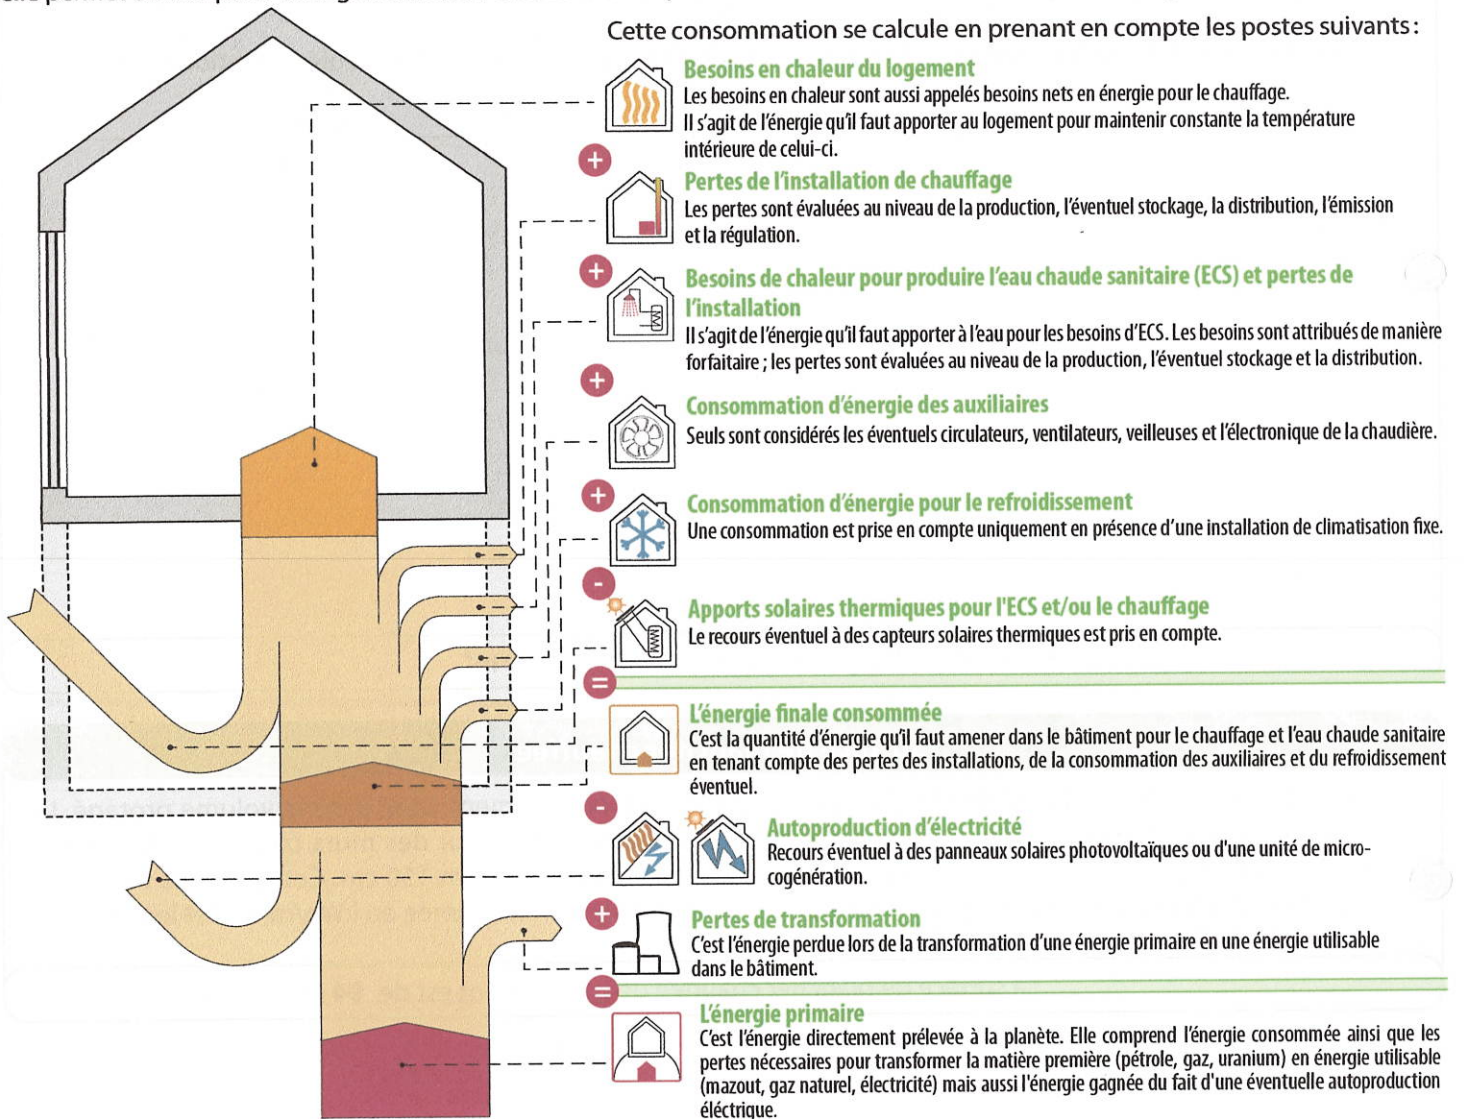 Cette consommation se calcule en prenant en compte les postes suivants :
Besoins en chaleur du logement
Les besoins en chaleur sont aussi appelés besoins nets en énergie pour le chauffage.
Il s'agit de l'énergie qu'il faut apporter au logement pour maintenir constante la température
intérieure de celui-ci.
+
Pertes de l'installation de chauffage
Les pertes sont évaluées au niveau de la production, l'éventuel stockage, la distribution, l'émission
et la régulation.
+
Besoins de chaleur pour produire l'eau chaude sanitaire (ECS) et pertes de
l'installation
Il s'agit de l'énergie qu'il faut apporter à l'eau pour les besoins d'ECS. Les besoins sont attribués de manière
forfaitaire ; les pertes sont évaluées au niveau de la production, l'éventuel stockage et la distribution.
+
Consommation d'énergie des auxiliaires
Seuls sont considérés les éventuels circulateurs, ventilateurs, veilleuses et l'électronique de la chaudière.
+
Consommation d'énergie pour le refroidissement
Une consommation est prise en compte uniquement en présence d'une installation de climatisation fixe.
-
Apports solaires thermiques pour l'ECS et/ou le chauffage
Le recours éventuel à des capteurs solaires thermiques est pris en compte.
=
L'énergie finale consommée
C'est la quantité d'énergie qu'il faut amener dans le bâtiment pour le chauffage et l'eau chaude sanitaire
en tenant compte des pertes des installations, de la consommation des auxiliaires et du refroidissement
éventuel.
-
Autoproduction d'électricité
Recours éventuel à des panneaux solaires photovoltaïques ou d'une unité de micro-
cogénération.
+
Pertes de transformation
C'est l'énergie perdue lors de la transformation d'une énergie primaire en une énergie utilisable
dans le bâtiment.
=
L'énergie primaire
C'est l'énergie directement prélevée à la planète. Elle comprend l'énergie consommée ainsi que les
pertes nécessaires pour transformer la matière première (pétrole, gaz, uranium) en énergie utilisable
(mazout, gaz naturel, électricité) mais aussi l'énergie gagnée du fait d'une éventuelle autoproduction
éléctrique.